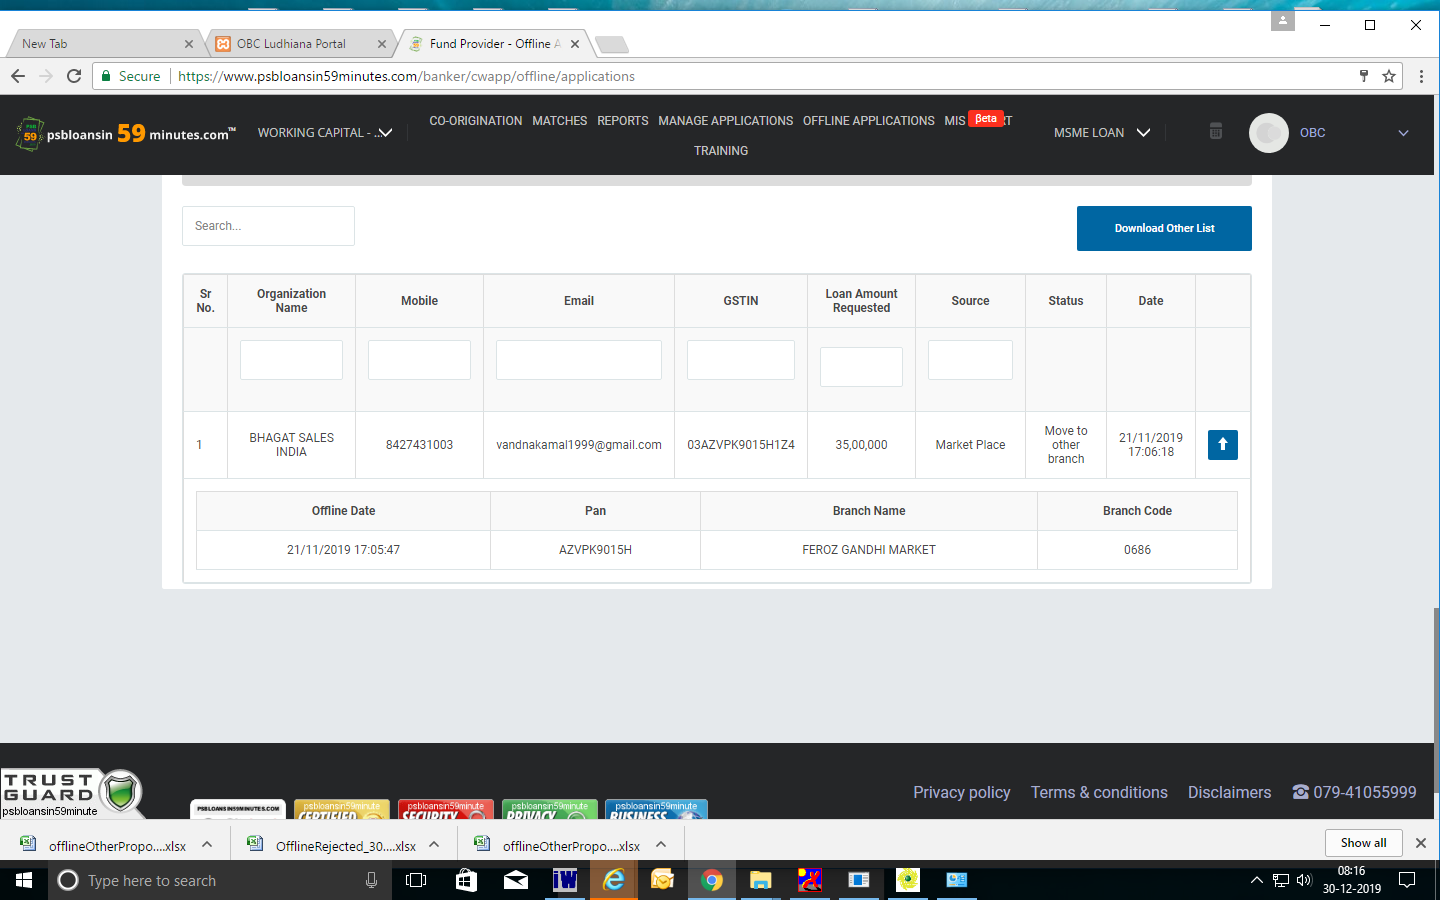 New Tab
OBC Ludhiana Portal
Fund Provider - Offline A
Secure
https://www.psbloansin59minutes.com/banker/cwapp/offline/applications
psbloansin 59 minutes.com™
WORKING CAPITAL - ...
CO-ORIGINATION MATCHES REPORTS MANAGE APPLICATIONS OFFLINE APPLICATIONS MIS
βeta
TRAINING
MSME LOAN
OBC
Search...
Download Other List
Sr No. Organization Name Mobile Email GSTIN Loan Amount Requested Source Status Date
1 BHAGAT SALES INDIA 8427431003 vandnakamal1999@gmail.com 03AZVPK9015H1Z4 35,00,000 Market Place Move to other branch 21/11/2019 17:06:18
Offline Date Pan Branch Name Branch Code
21/11/2019 17:05:47 AZVPK9015H FEROZ GANDHI MARKET 0686
TRUST
GUARD
psbloansin59minute
PSBLOANSIN59MINUTES.COM
psbloansin59minute
CERTIFIED
psbloansin59minute
SECURITY
psbloansin59minute
PRIVACY
psbloansin59minute
BUSINESS
Privacy policy Terms & conditions Disclaimers 079-41055999
offlineOtherPropo....xlsx
OfflineRejected_30....xlsx
offlineOtherPropo....xlsx
Show all
Type here to search
08:16
30-12-2019